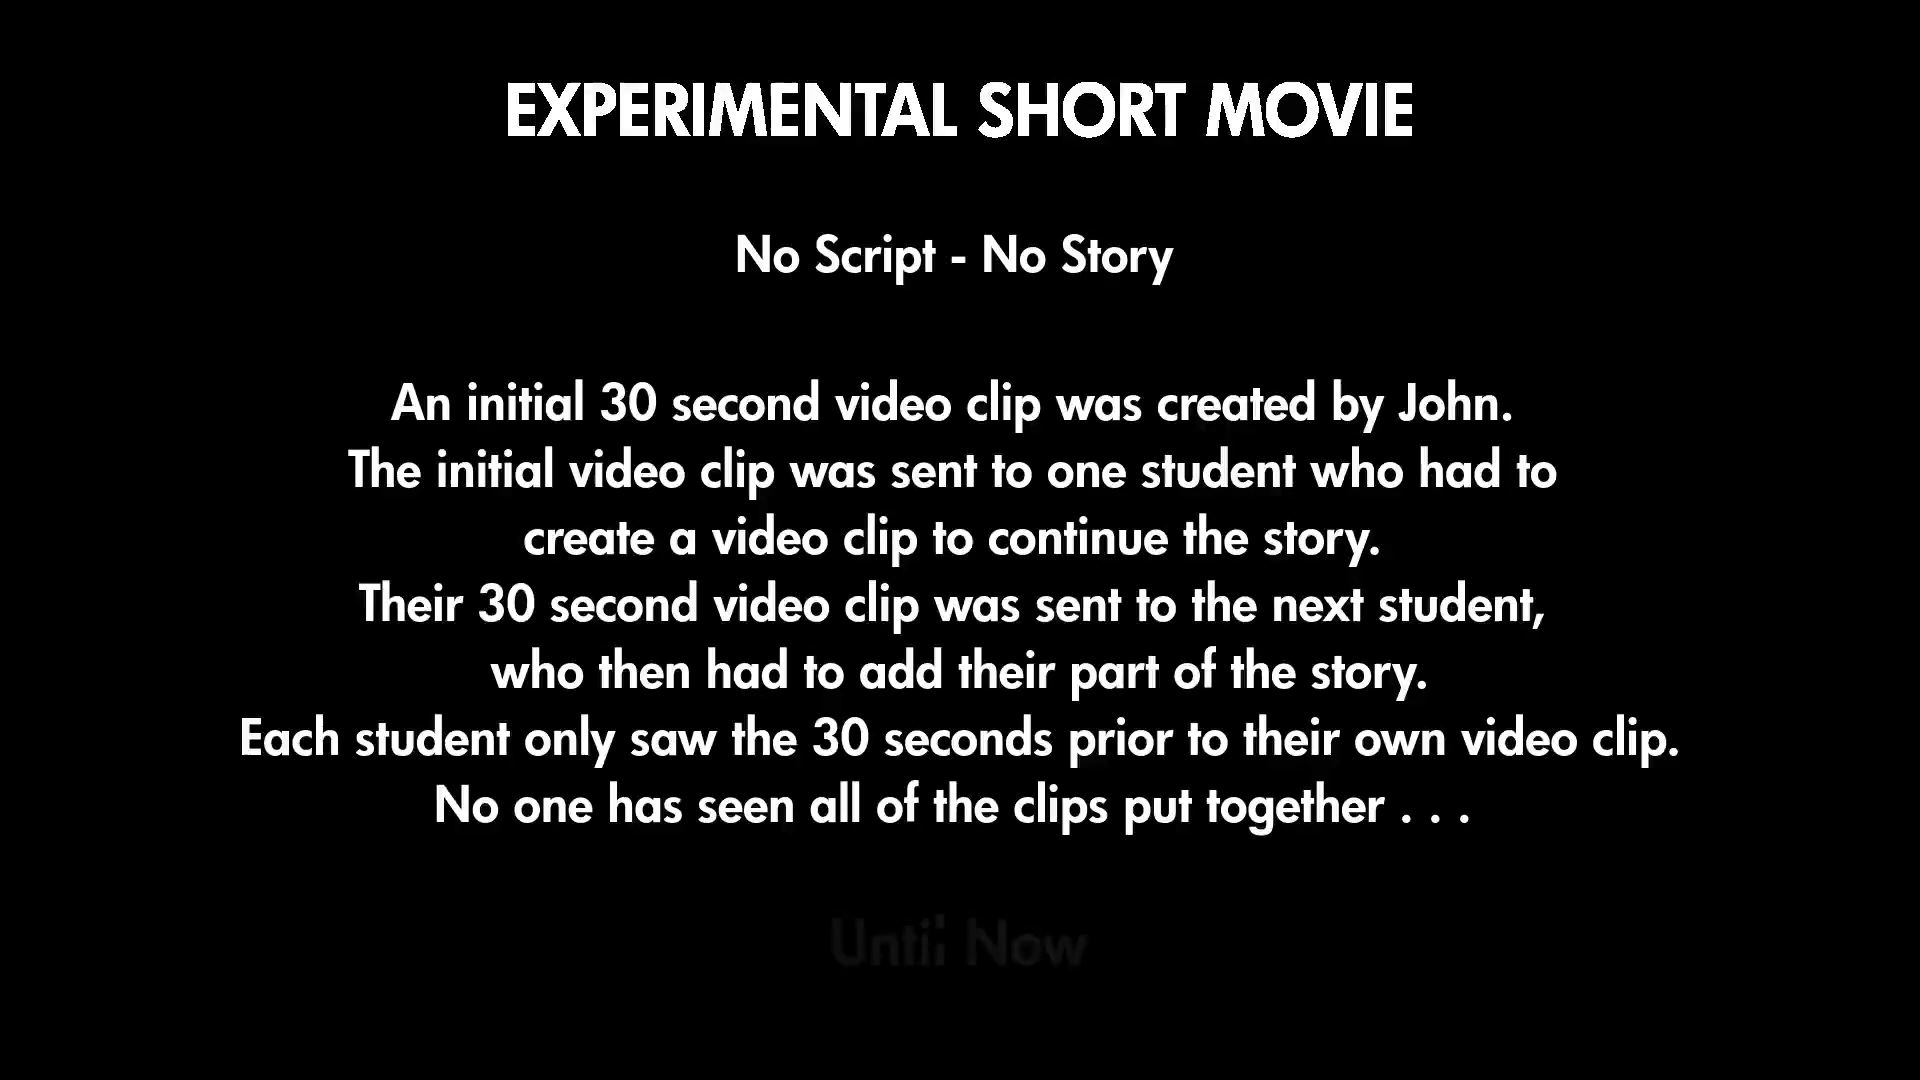 EXPERIMENTAL SHORT MOVIE
No Script - No Story
An initial 30 second video clip was created by John.
The initial video clip was sent to one student who had to
create a video clip to continue the story.
Their 30 second video clip was sent to the next student,
who then had to add their part of the story.
Each student only saw the 30 seconds prior to their own video clip.
No one has seen all of the clips put together . . .
Until Now